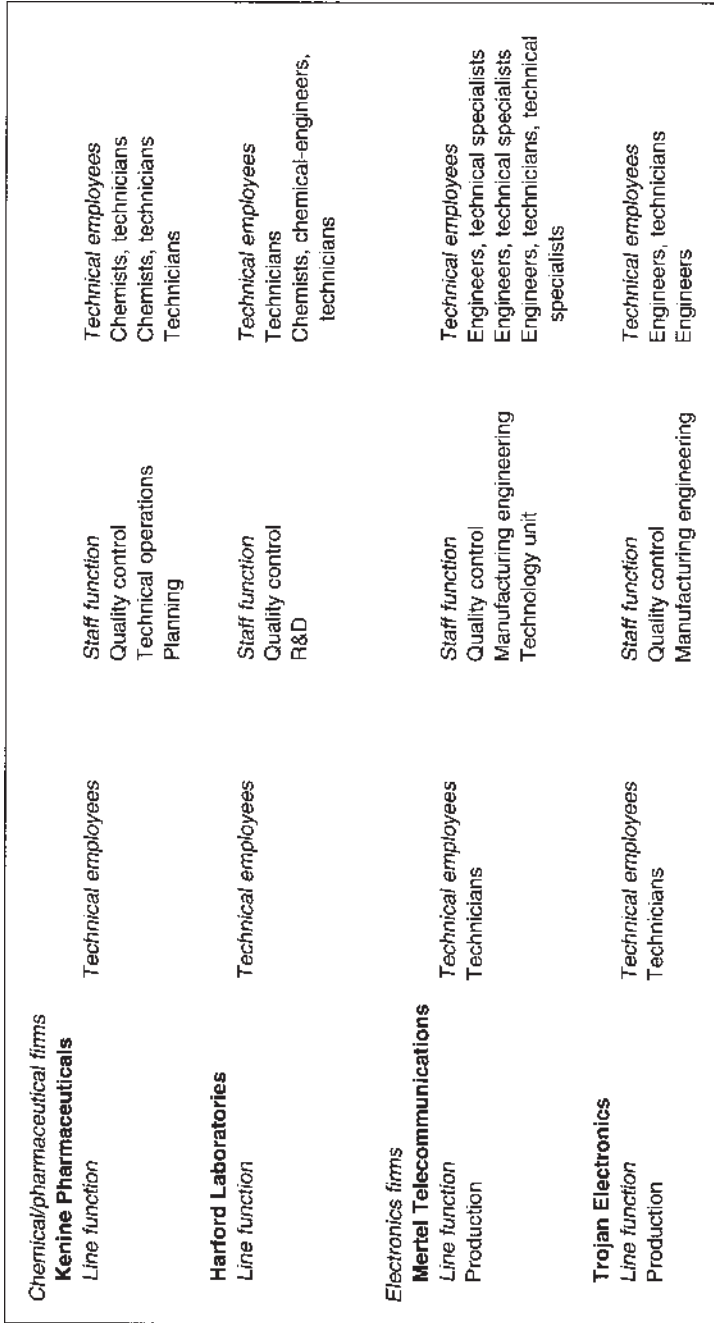 Chemical/pharmaceutical firms
Kenine Pharmaceuticals
Line function Technical employees Staff function Technical employees
Quality control Chemists, technicians
Technical operations Chemists, technicians
Planning Technicians
Harford Laboratories
Line function Technical employees Staff function Technical employees
Quality control Technicians
R&D Chemists, chemical-engineers,
technicians
Electronics firms
Mertel Telecommunications
Line function Technical employees Staff function Technical employees
Production Technicians Quality control Engineers, technical specialists
Manufacturing engineering Engineers, technical specialists
Technology unit Engineers, technicians, technical
specialists
Trojan Electronics
Line function Technical employees Staff function Technical employees
Production Technicians Quality control Engineers, technicians
Manufacturing engineering Engineers